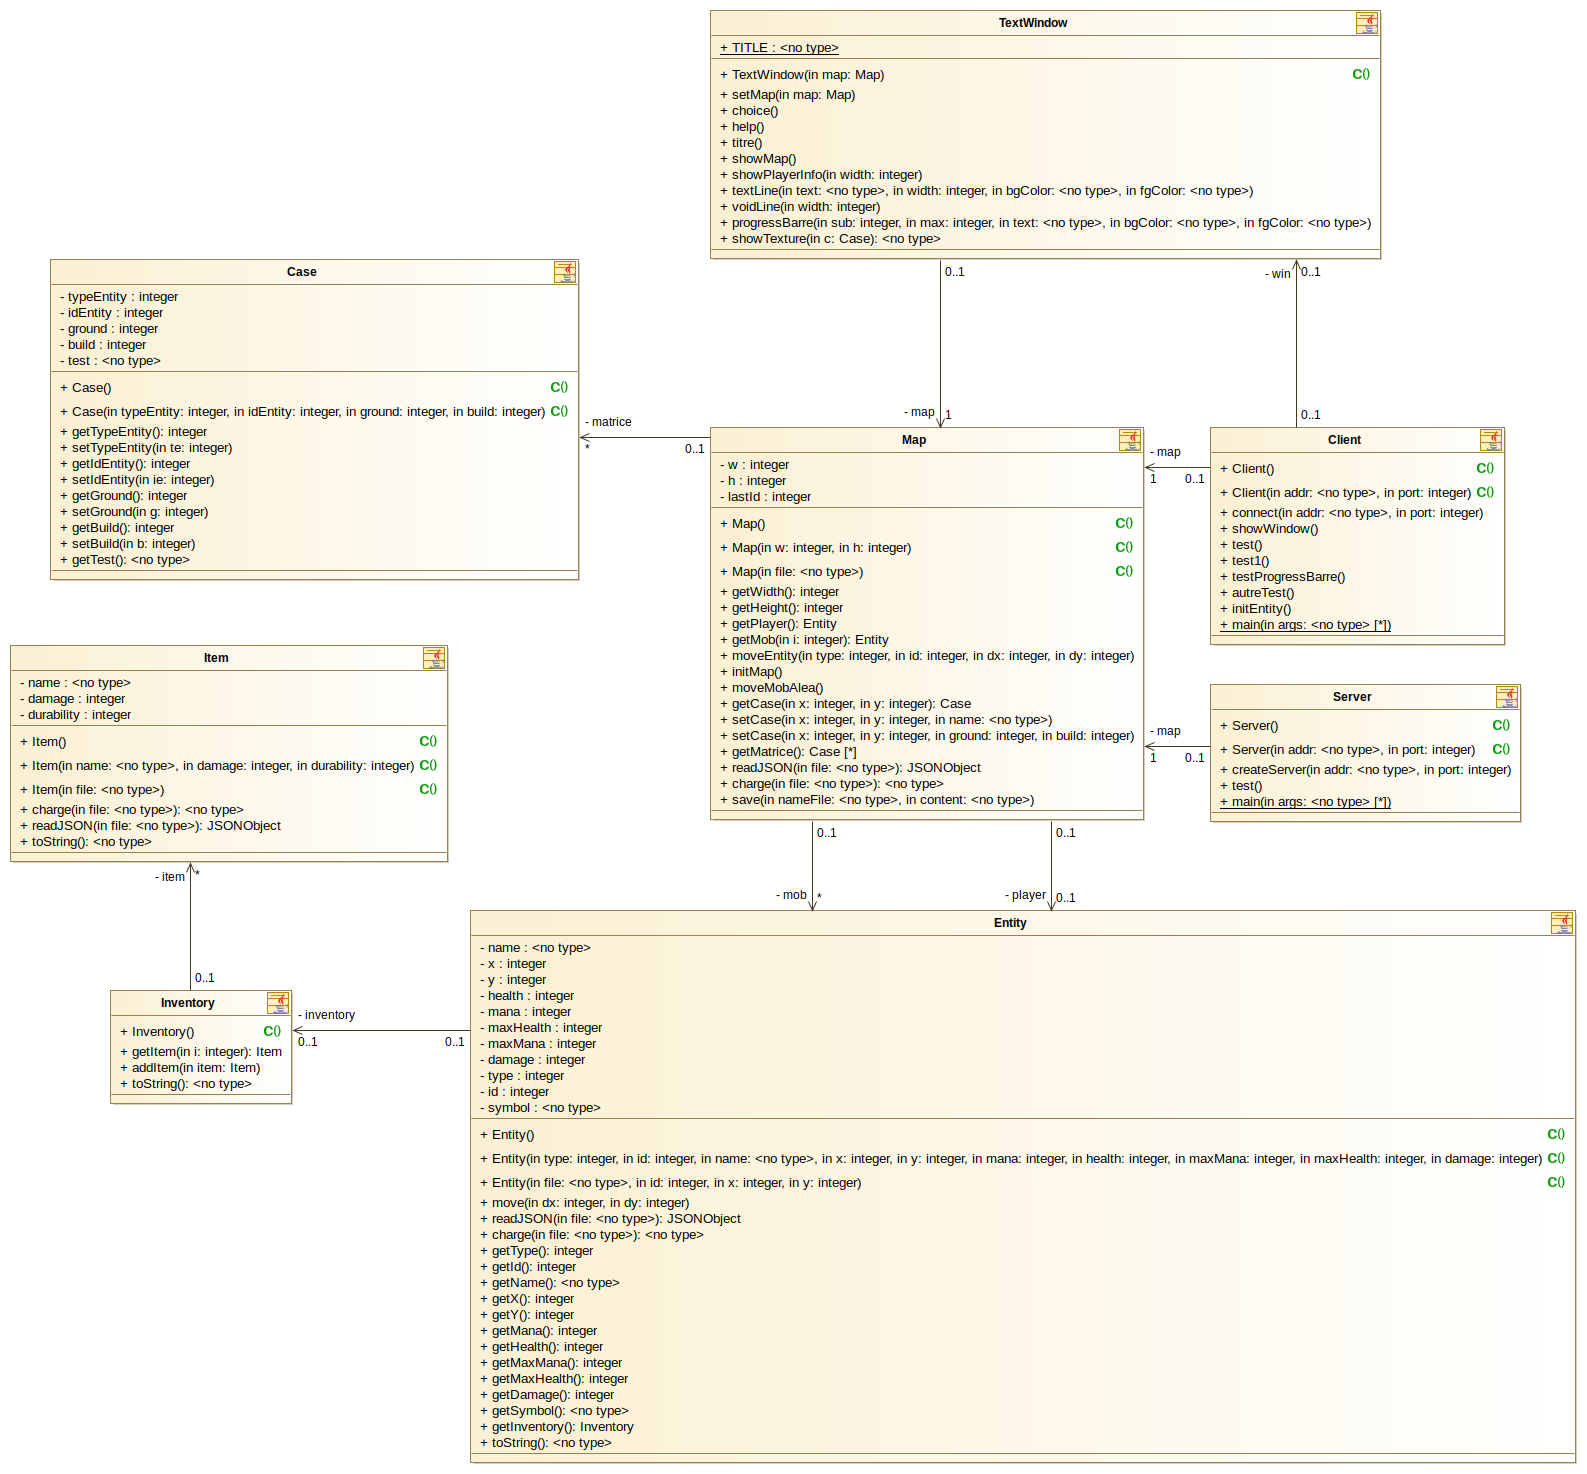 TextWindow
+ TITLE : <no type>
+ TextWindow(in map: Map) C()
+ setMap(in map: Map)
+ choice()
+ help()
+ titre()
+ showMap()
+ showPlayerInfo(in width: integer)
+ textLine(in text: <no type>, in width: integer, in bgColor: <no type>, in fgColor: <no type>)
+ voidLine(in width: integer)
+ progressBarre(in sub: integer, in max: integer, in text: <no type>, in bgColor: <no type>, in fgColor: <no type>)
+ showTexture(in c: Case): <no type>
0..1
- map
1
- win
0..1
0..1
Case
- typeEntity : integer
- idEntity : integer
- ground : integer
- build : integer
- test : <no type>
+ Case() C()
+ Case(in typeEntity: integer, in idEntity: integer, in ground: integer, in build: integer) C()
+ getTypeEntity(): integer
+ setTypeEntity(in te: integer)
+ getIdEntity(): integer
+ setIdEntity(in ie: integer)
+ getGround(): integer
+ setGround(in g: integer)
+ getBuild(): integer
+ setBuild(in b: integer)
+ getTest(): <no type>
- matrice
*
0..1
Map
- w : integer
- h : integer
- lastId : integer
+ Map() C()
+ Map(in w: integer, in h: integer) C()
+ Map(in file: <no type>) C()
+ getWidth(): integer
+ getHeight(): integer
+ getPlayer(): Entity
+ getMob(in i: integer): Entity
+ moveEntity(in type: integer, in id: integer, in dx: integer, in dy: integer)
+ initMap()
+ moveMobAlea()
+ getCase(in x: integer, in y: integer): Case
+ setCase(in x: integer, in y: integer, in name: <no type>)
+ setCase(in x: integer, in y: integer, in ground: integer, in build: integer)
+ getMatrice(): Case [*]
+ readJSON(in file: <no type>): JSONObject
+ charge(in file: <no type>): <no type>
+ save(in nameFile: <no type>, in content: <no type>)
- map
1
0..1
Client
+ Client() C()
+ Client(in addr: <no type>, in port: integer) C()
+ connect(in addr: <no type>, in port: integer)
+ showWindow()
+ test()
+ test1()
+ testProgressBarre()
+ autreTest()
+ initEntity()
+ main(in args: <no type> [*])
- map
1
0..1
Server
+ Server() C()
+ Server(in addr: <no type>, in port: integer) C()
+ createServer(in addr: <no type>, in port: integer)
+ test()
+ main(in args: <no type> [*])
Item
- name : <no type>
- damage : integer
- durability : integer
+ Item() C()
+ Item(in name: <no type>, in damage: integer, in durability: integer) C()
+ Item(in file: <no type>) C()
+ charge(in file: <no type>): <no type>
+ readJSON(in file: <no type>): JSONObject
+ toString(): <no type>
- item
*
0..1
0..1
- mob
*
0..1
- player
0..1
Inventory
+ Inventory() C()
+ getItem(in i: integer): Item
+ addItem(in item: Item)
+ toString(): <no type>
- inventory
0..1
0..1
Entity
- name : <no type>
- x : integer
- y : integer
- health : integer
- mana : integer
- maxHealth : integer
- maxMana : integer
- damage : integer
- type : integer
- id : integer
- symbol : <no type>
+ Entity() C()
+ Entity(in type: integer, in id: integer, in name: <no type>, in x: integer, in y: integer, in mana: integer, in health: integer, in maxMana: integer, in maxHealth: integer, in damage: integer) C()
+ Entity(in file: <no type>, in id: integer, in x: integer, in y: integer) C()
+ move(in dx: integer, in dy: integer)
+ readJSON(in file: <no type>): JSONObject
+ charge(in file: <no type>): <no type>
+ getType(): integer
+ getId(): integer
+ getName(): <no type>
+ getX(): integer
+ getY(): integer
+ getMana(): integer
+ getHealth(): integer
+ getMaxMana(): integer
+ getMaxHealth(): integer
+ getDamage(): integer
+ getSymbol(): <no type>
+ getInventory(): Inventory
+ toString(): <no type>